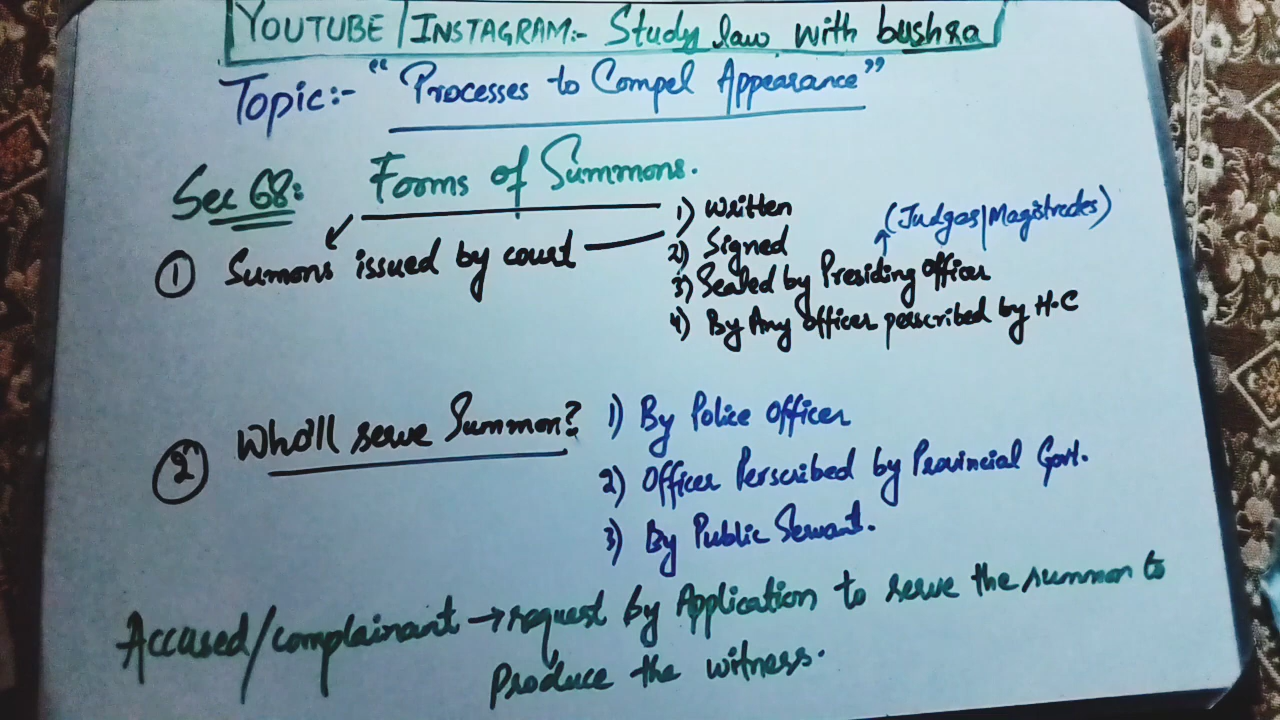 YOUTUBE/INSTAGRAM:- Study law with bushra
Topic:- "Processes to Compel Appearance"
Sec 68: Forms of Summons.
① Sumons issued by court
1) Written
2) Signed
(Judges/Magistrates)
3) Sealed by Presiding Officer
4) By Any officer perscribed by H.C
② Who'll serve Summon?
1) By Police Officer
2) Officer Perscribed by Provincial Govt.
3) By Public Servant.
Accused/complainant → request by Application to serve the summon to
Produce the witness.